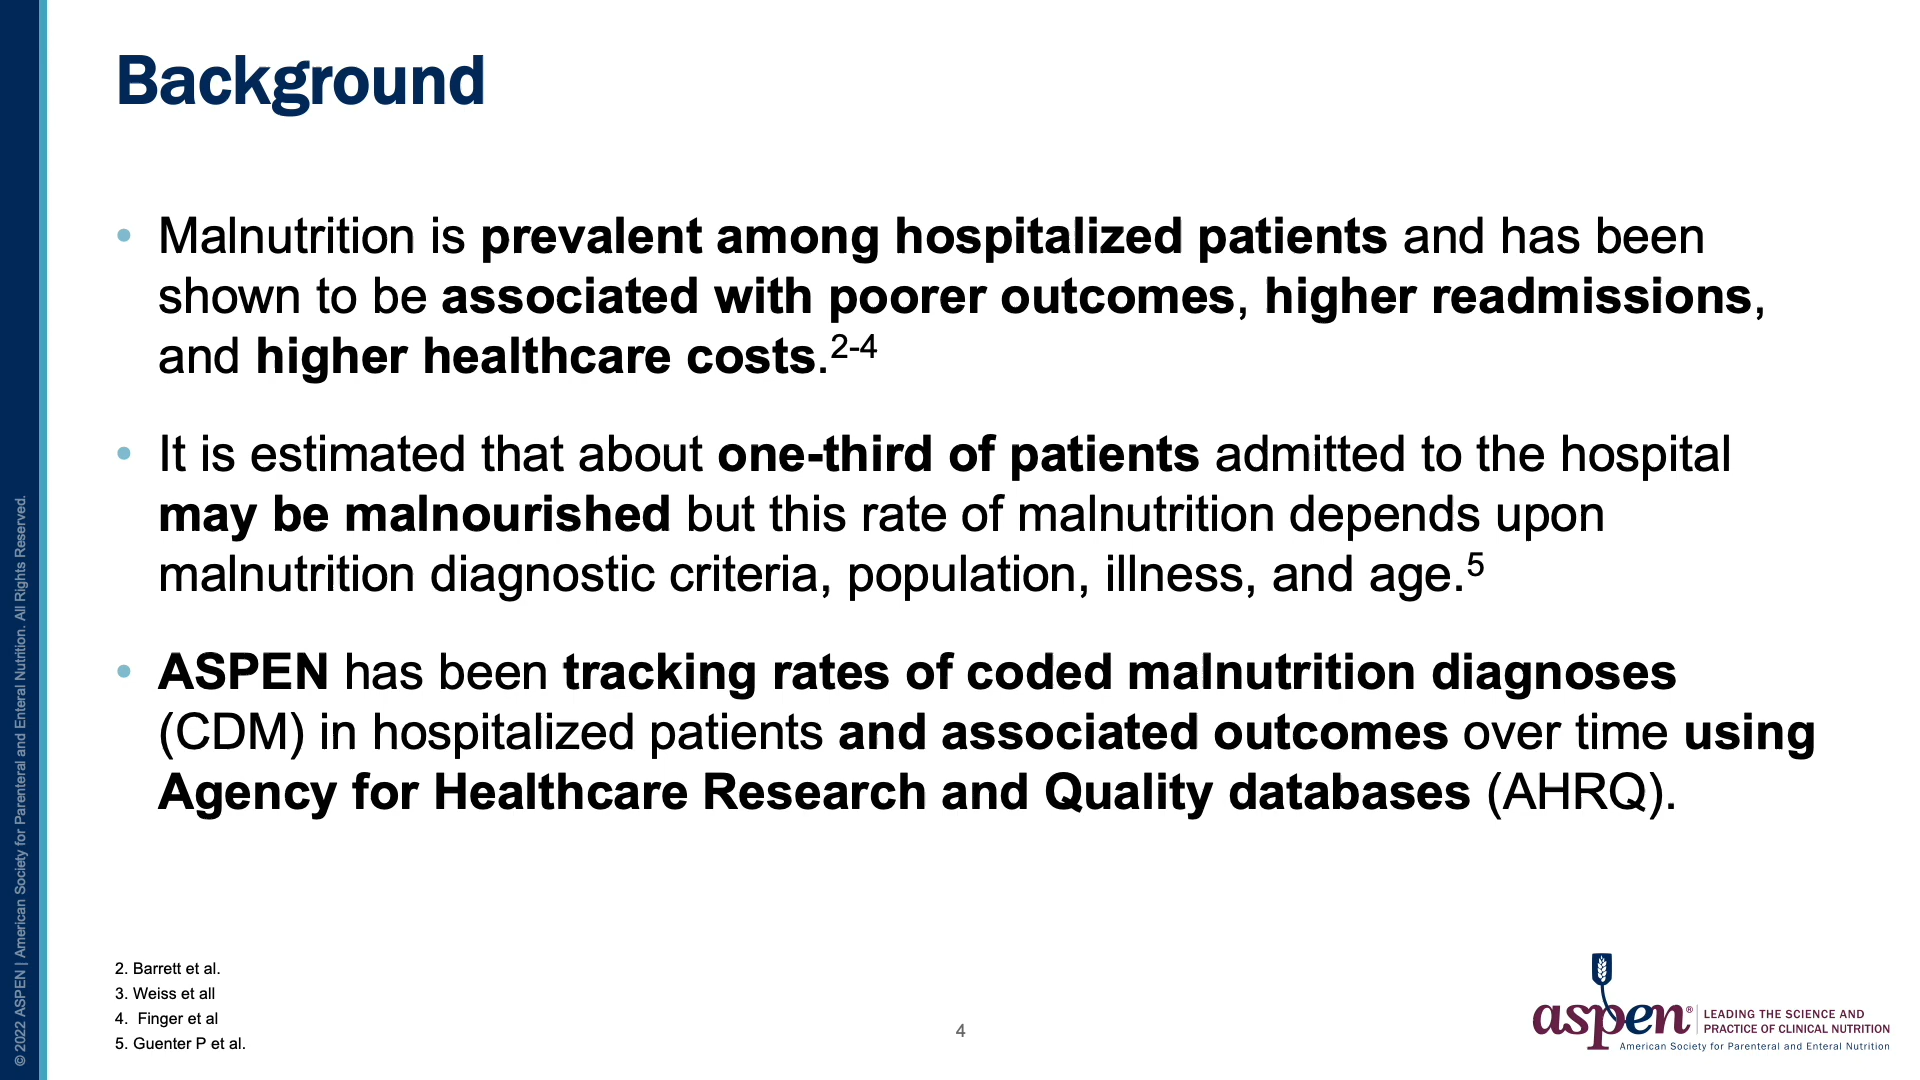 Background
• Malnutrition is prevalent among hospitalized patients and has been
shown to be associated with poorer outcomes, higher readmissions,
and higher healthcare costs.2-4
• It is estimated that about one-third of patients admitted to the hospital
may be malnourished but this rate of malnutrition depends upon
malnutrition diagnostic criteria, population, illness, and age.5
• ASPEN has been tracking rates of coded malnutrition diagnoses
(CDM) in hospitalized patients and associated outcomes over time using
Agency for Healthcare Research and Quality databases (AHRQ).
2. Barrett et al.
3. Weiss et all
4. Finger et al
5. Guenter P et al.
4
aspen®
LEADING THE SCIENCE AND
PRACTICE OF CLINICAL NUTRITION
American Society for Parenteral and Enteral Nutrition
© 2022 ASPEN | American Society for Parenteral and Enteral Nutrition. All Rights Reserved.